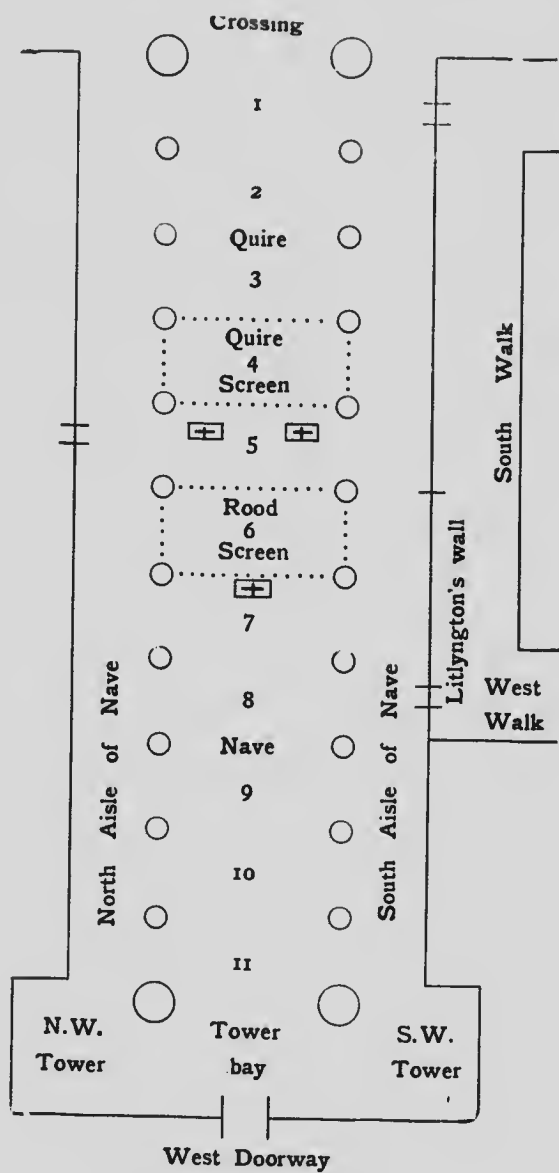 Crossing
1
2
Quire
3
Quire
4
Screen
5
Rood
6
Screen
7
8
Nave
9
10
11
North Aisle of Nave
South Aisle of Nave
Litlyngton's wall
South Walk
West
Walk
N.W.
Tower
Tower
bay
S.W.
Tower
West Doorway